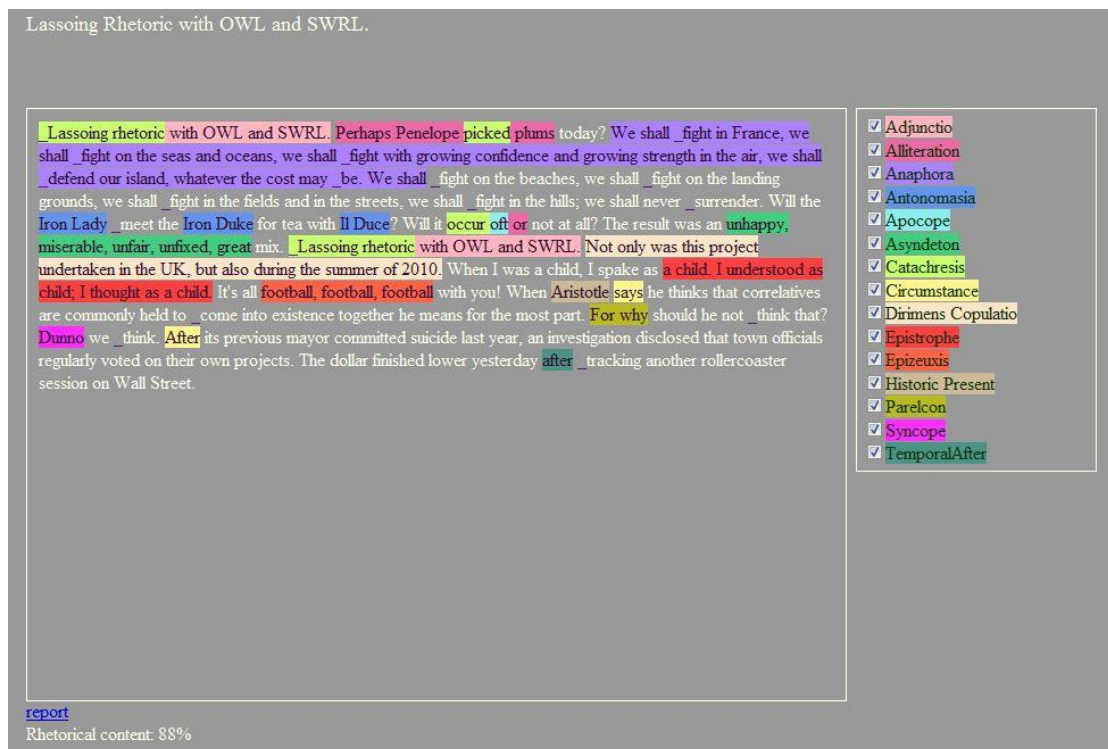 Lassoing Rhetoric with OWL and SWRL.
_Lassoing rhetoric with OWL and SWRL. Perhaps Penelope picked plums today? We shall _fight in France, we
shall _fight on the seas and oceans, we shall _fight with growing confidence and growing strength in the air, we shall
_defend our island, whatever the cost may _be. We shall _fight on the beaches, we shall _fight on the landing
grounds, we shall _fight in the fields and in the streets, we shall _fight in the hills; we shall never _surrender. Will the
Iron Lady _meet the Iron Duke for tea with Il Duce? Will it occur oft or not at all? The result was an unhappy,
miserable, unfair, unfixed, great mix. _Lassoing rhetoric with OWL and SWRL. Not only was this project
undertaken in the UK, but also during the summer of 2010. When I was a child, I spake as a child. I understood as
child; I thought as a child. It's all football, football, football with you! When Aristotle says he thinks that correlatives
are commonly held to _come into existence together he means for the most part. For why should he not _think that?
Dunno we _think. After its previous mayor committed suicide last year, an investigation disclosed that town officials
regularly voted on their own projects. The dollar finished lower yesterday after _tracking another rollercoaster
session on Wall Street.
Adjunctio
Alliteration
Anaphora
Antonomasia
Apocope
Asyndeton
Catachresis
Circumstance
Dirimens Copulatio
Epistrophe
Epizeuxis
Historic Present
Parelcon
Syncope
TemporalAfter
report
Rhetorical content: 88%